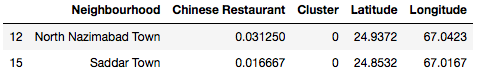 Neighbourhood Chinese Restaurant Cluster Latitude Longitude
12 North Nazimabad Town 0.031250 0 24.9372 67.0423
15 Saddar Town 0.016667 0 24.8532 67.0167